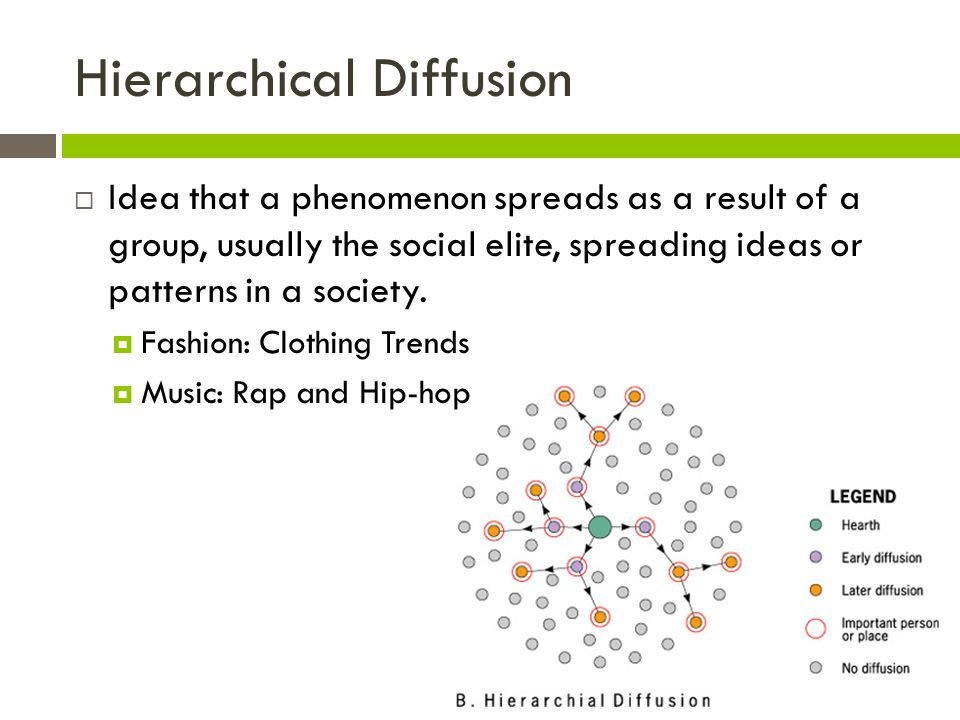 Hierarchical Diffusion
Idea that a phenomenon spreads as a result of a
group, usually the social elite, spreading ideas or
patterns in a society.
Fashion: Clothing Trends
Music: Rap and Hip-hop
LEGEND
Hearth
Early diffusion
Later diffusion
Important person
or place
No diffusion
B. Hierarchial Diffusion